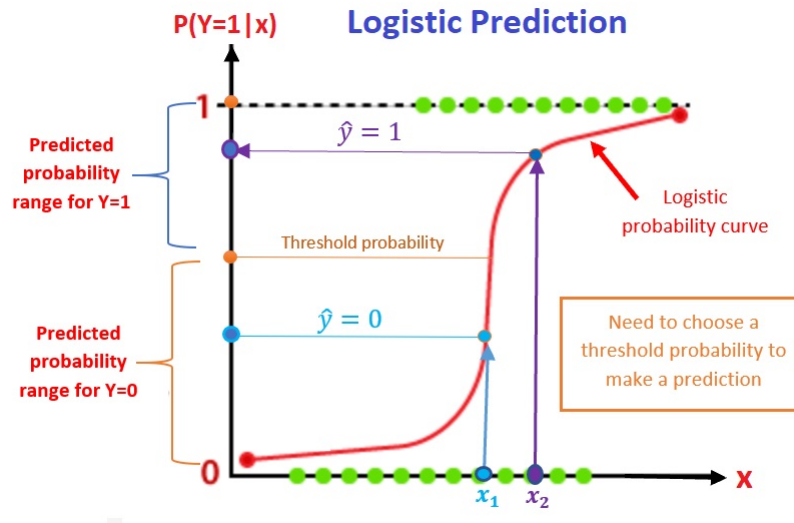 P(Y=1|x)
Logistic Prediction
1
Predicted
probability
range for Y=1
ŷ = 1
Logistic
probability curve
Threshold probability
Predicted
probability
range for Y=0
ŷ = 0
Need to choose a
threshold probability to
make a prediction
0
x₁
x₂
X